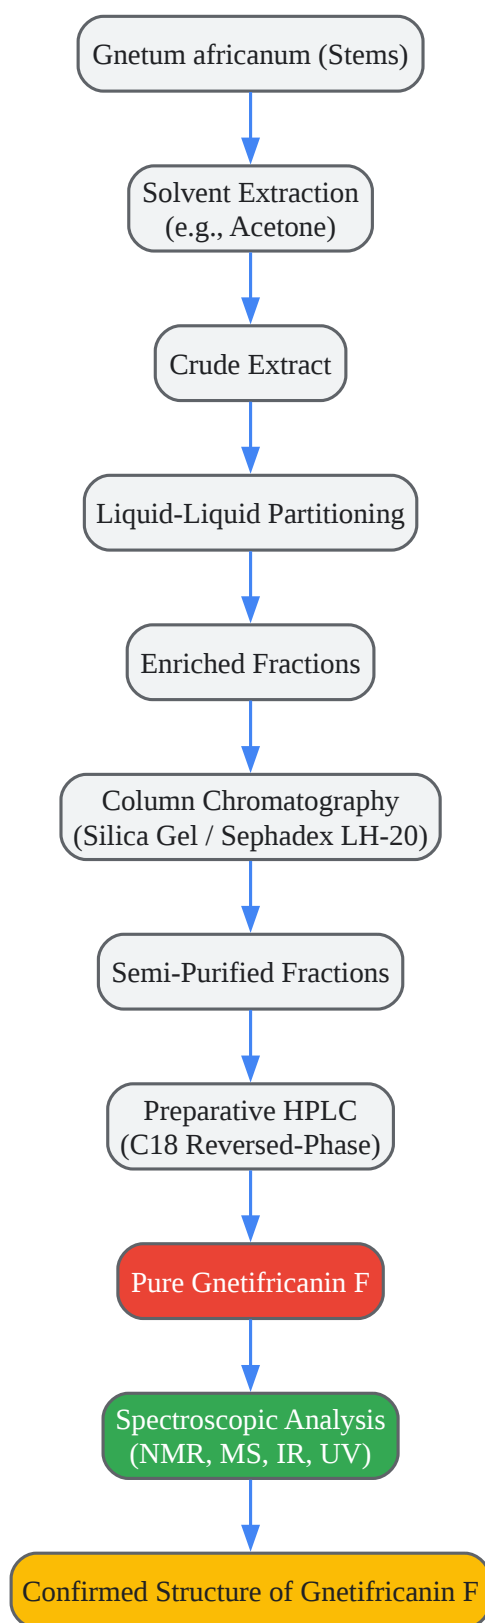 Gnetum africanum (Stems)
Solvent Extraction
(e.g., Acetone)
Crude Extract
Liquid-Liquid Partitioning
Enriched Fractions
Column Chromatography
(Silica Gel / Sephadex LH-20)
Semi-Purified Fractions
Preparative HPLC
(C18 Reversed-Phase)
Pure Gnetifricanin F
Spectroscopic Analysis
(NMR, MS, IR, UV)
Confirmed Structure of Gnetifricanin F